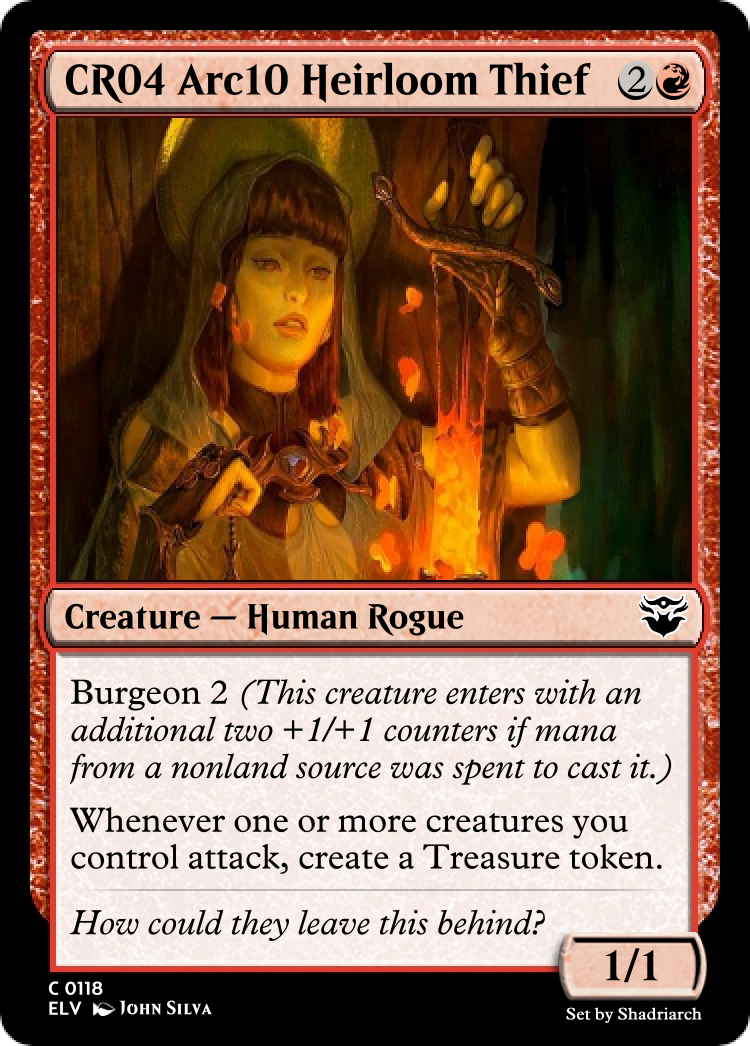 CR04 Arc10 Heirloom Thief 2
Creature — Human Rogue
Burgeon 2 (This creature enters with an
additional two +1/+1 counters if mana
from a nonland source was spent to cast it.)
Whenever one or more creatures you
control attack, create a Treasure token.
How could they leave this behind?
1/1
C 0118
ELV John Silva
Set by Shadriarch